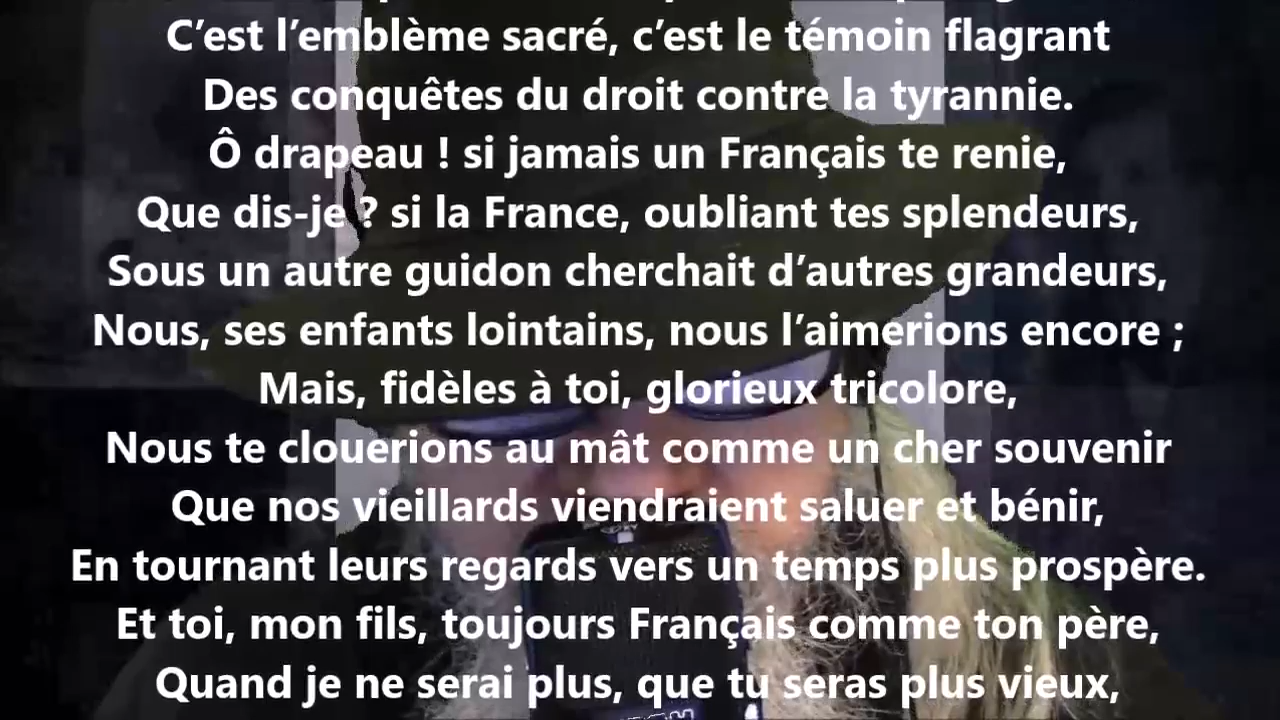 C’est l’emblème sacré, c’est le témoin flagrant
Des conquêtes du droit contre la tyrannie.
Ô drapeau ! si jamais un Français te renie,
Que dis-je ? si la France, oubliant tes splendeurs,
Sous un autre guidon cherchait d’autres grandeurs,
Nous, ses enfants lointains, nous l’aimerions encore ;
Mais, fidèles à toi, glorieux tricolore,
Nous te clouerions au mât comme un cher souvenir
Que nos vieillards viendraient saluer et bénir,
En tournant leurs regards vers un temps plus prospère.
Et toi, mon fils, toujours Français comme ton père,
Quand je ne serai plus, que tu seras plus vieux,